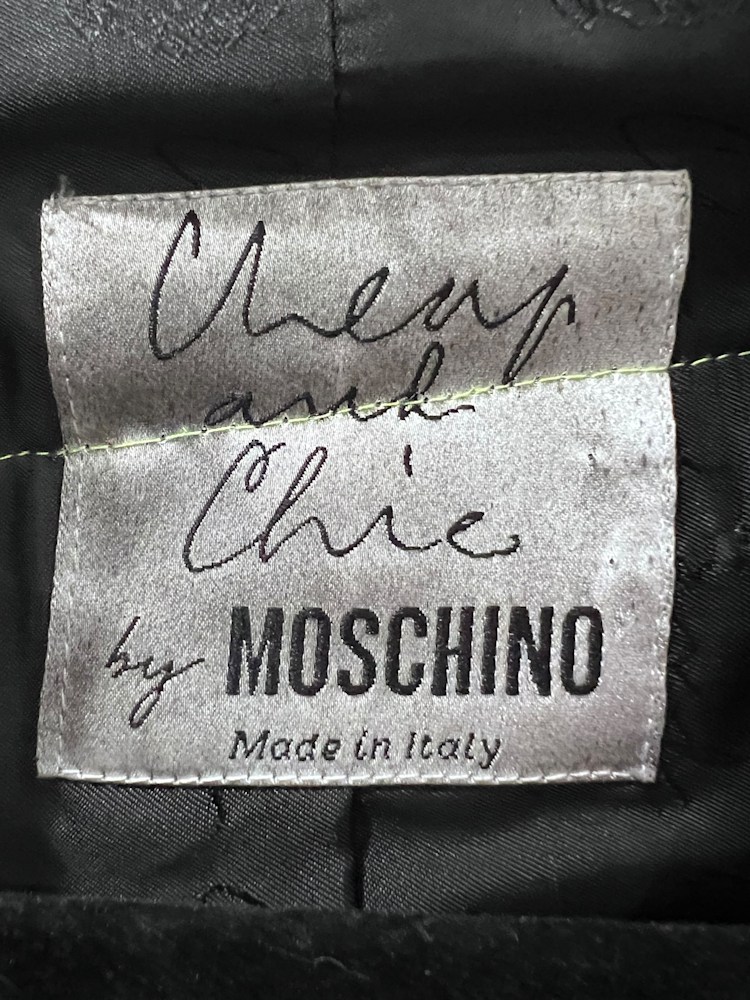 Cheap
and
Chic
by MOSCHINO
Made in Italy